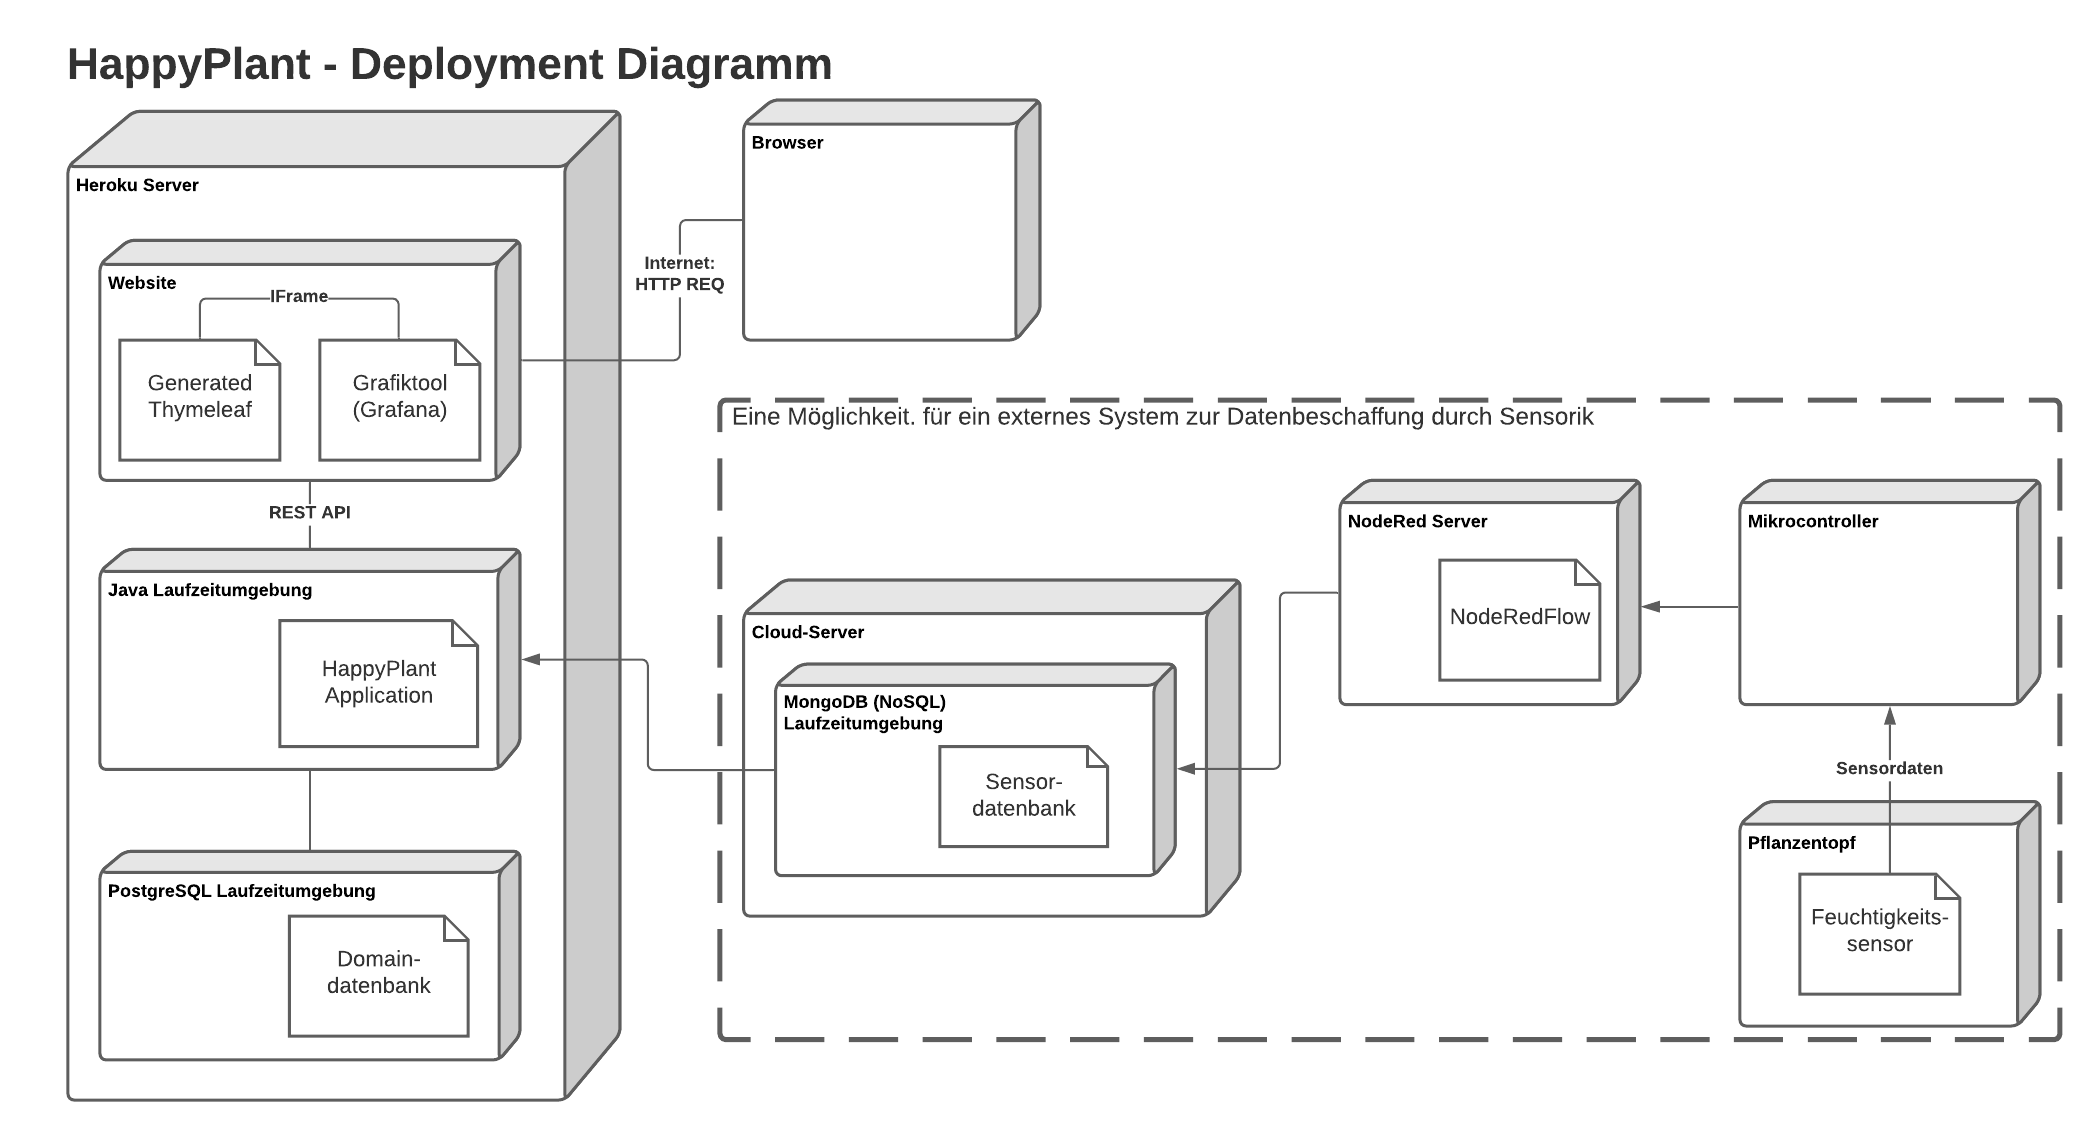 HappyPlant - Deployment Diagramm
Heroku Server
Website
IFrame
Generated
Thymeleaf
Grafiktool
(Grafana)
REST API
Java Laufzeitumgebung
HappyPlant
Application
PostgreSQL Laufzeitumgebung
Domain-
datenbank
Internet:
HTTP REQ
Browser
Eine Möglichkeit. für ein externes System zur Datenbeschaffung durch Sensorik
Cloud-Server
MongoDB (NoSQL)
Laufzeitumgebung
Sensor-
datenbank
NodeRed Server
NodeRedFlow
Mikrocontroller
Sensordaten
Pflanzentopf
Feuchtigkeits-
sensor